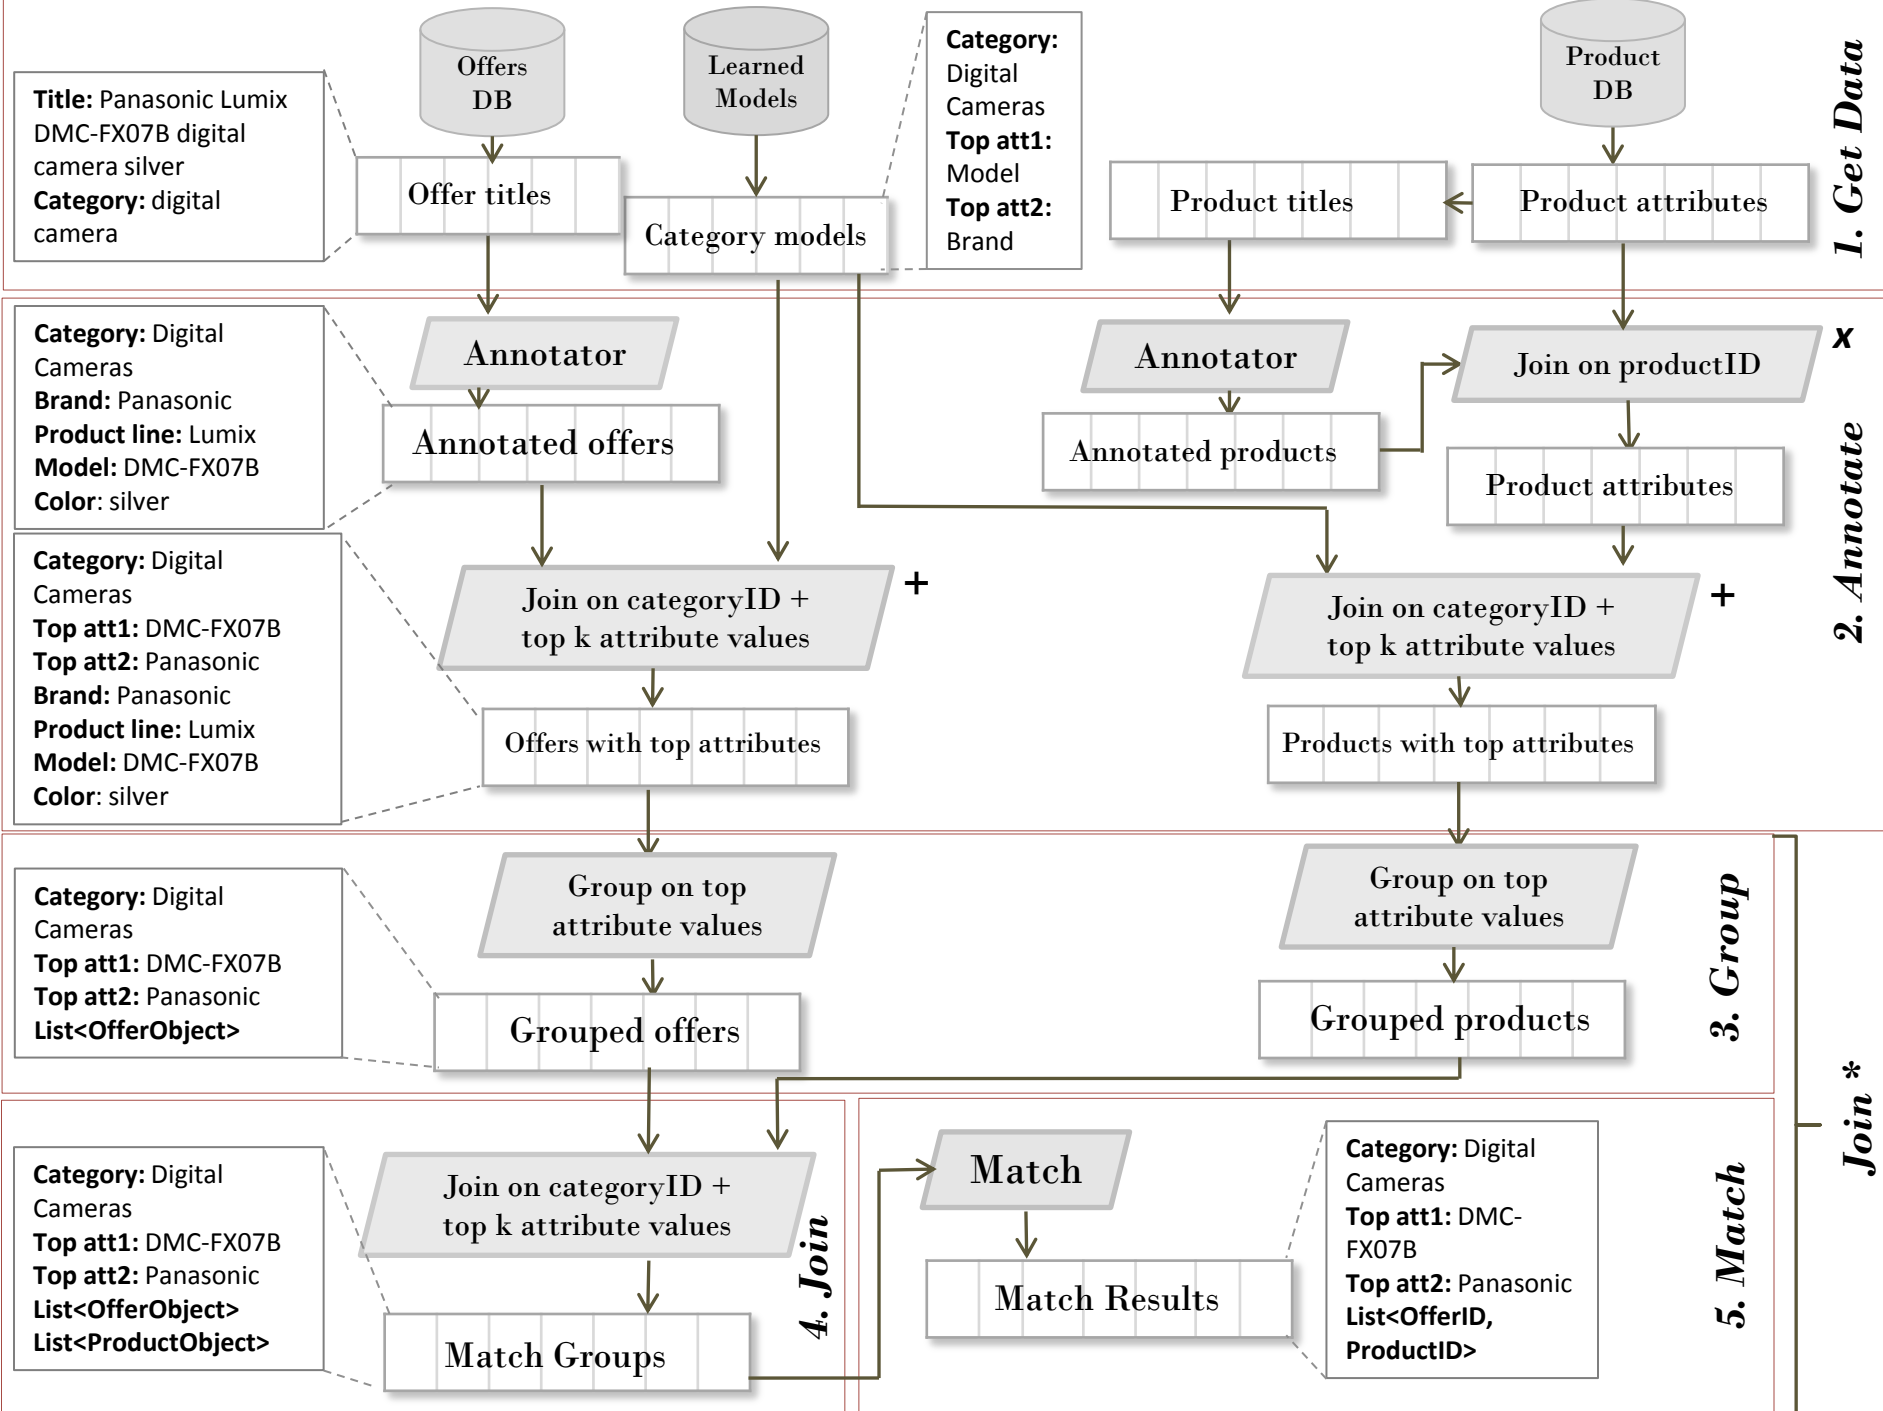 Offers
DB
Learned
Models
Product
DB
Title: Panasonic Lumix
DMC-FX07B digital
camera silver
Category: digital
camera
Category:
Digital
Cameras
Top att1:
Model
Top att2:
Brand
Offer titles
Category models
Product titles
Product attributes
1. Get Data
Category: Digital
Cameras
Brand: Panasonic
Product line: Lumix
Model: DMC-FX07B
Color: silver
Annotator
Annotated offers
Annotator
Annotated products
Join on productID
x
Product attributes
Category: Digital
Cameras
Top att1: DMC-FX07B
Top att2: Panasonic
Brand: Panasonic
Product line: Lumix
Model: DMC-FX07B
Color: silver
Join on categoryID +
top k attribute values
+
Join on categoryID +
top k attribute values
+
Offers with top attributes
Products with top attributes
2. Annotate
Category: Digital
Cameras
Top att1: DMC-FX07B
Top att2: Panasonic
List<OfferObject>
Group on top
attribute values
Group on top
attribute values
Grouped offers
Grouped products
3. Group
Join *
Category: Digital
Cameras
Top att1: DMC-FX07B
Top att2: Panasonic
List<OfferObject>
List<ProductObject>
Join on categoryID +
top k attribute values
Match Groups
4. Join
Match
Match Results
Category: Digital
Cameras
Top att1: DMC-
FX07B
Top att2: Panasonic
List<OfferID,
ProductID>
5. Match